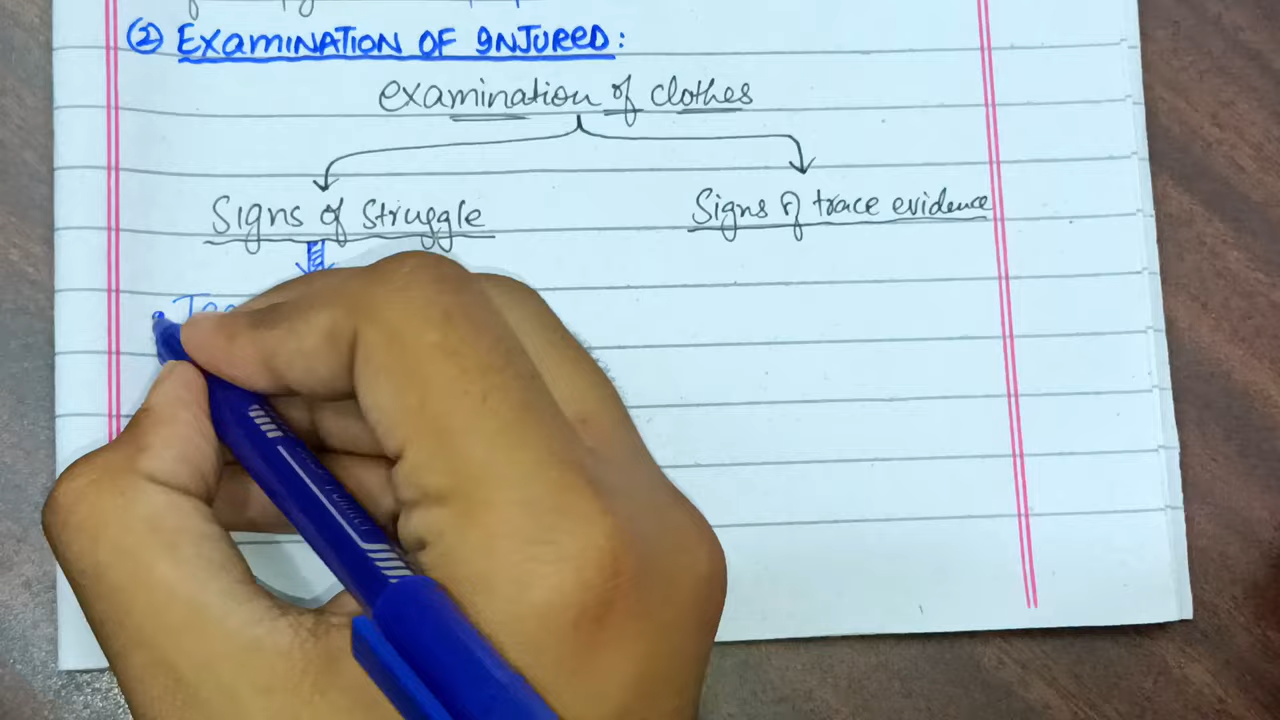 (2) EXAMINATION OF INJURED:
examination of clothes
Signs of struggle
Signs of trace evidence